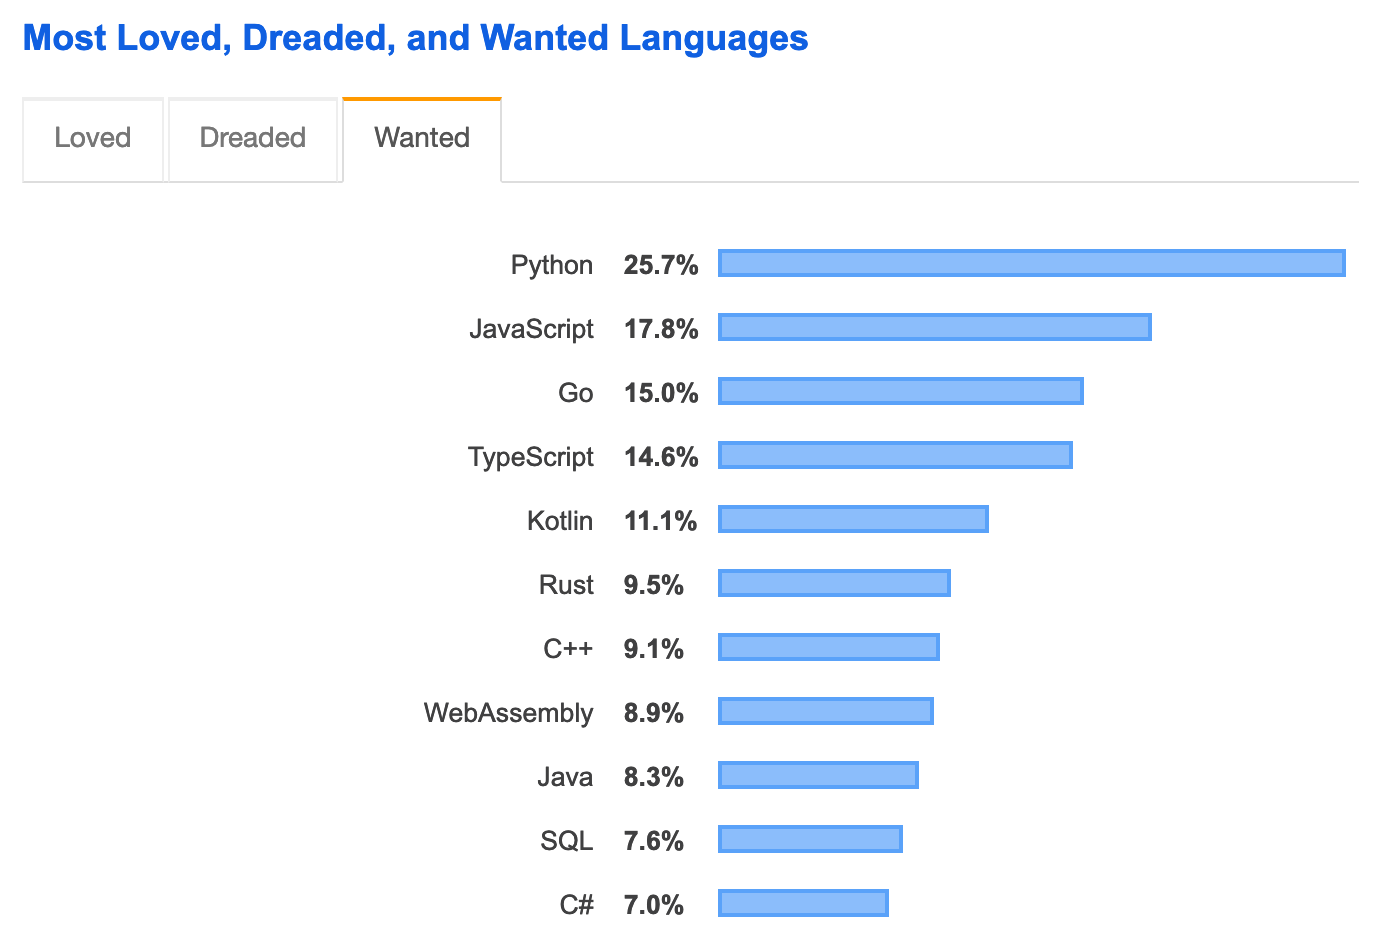 Most Loved, Dreaded, and Wanted Languages
Loved Dreaded Wanted
Python 25.7%
JavaScript 17.8%
Go 15.0%
TypeScript 14.6%
Kotlin 11.1%
Rust 9.5%
C++ 9.1%
WebAssembly 8.9%
Java 8.3%
SQL 7.6%
C# 7.0%